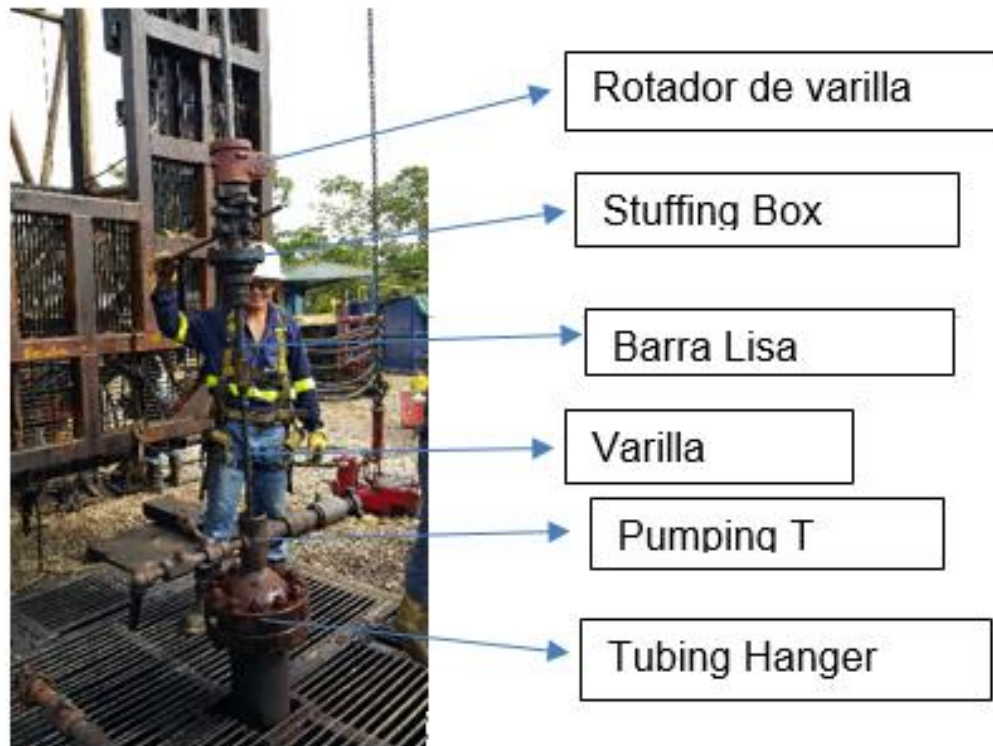 Rotador de varilla
Stuffing Box
Barra Lisa
Varilla
Pumping T
Tubing Hanger